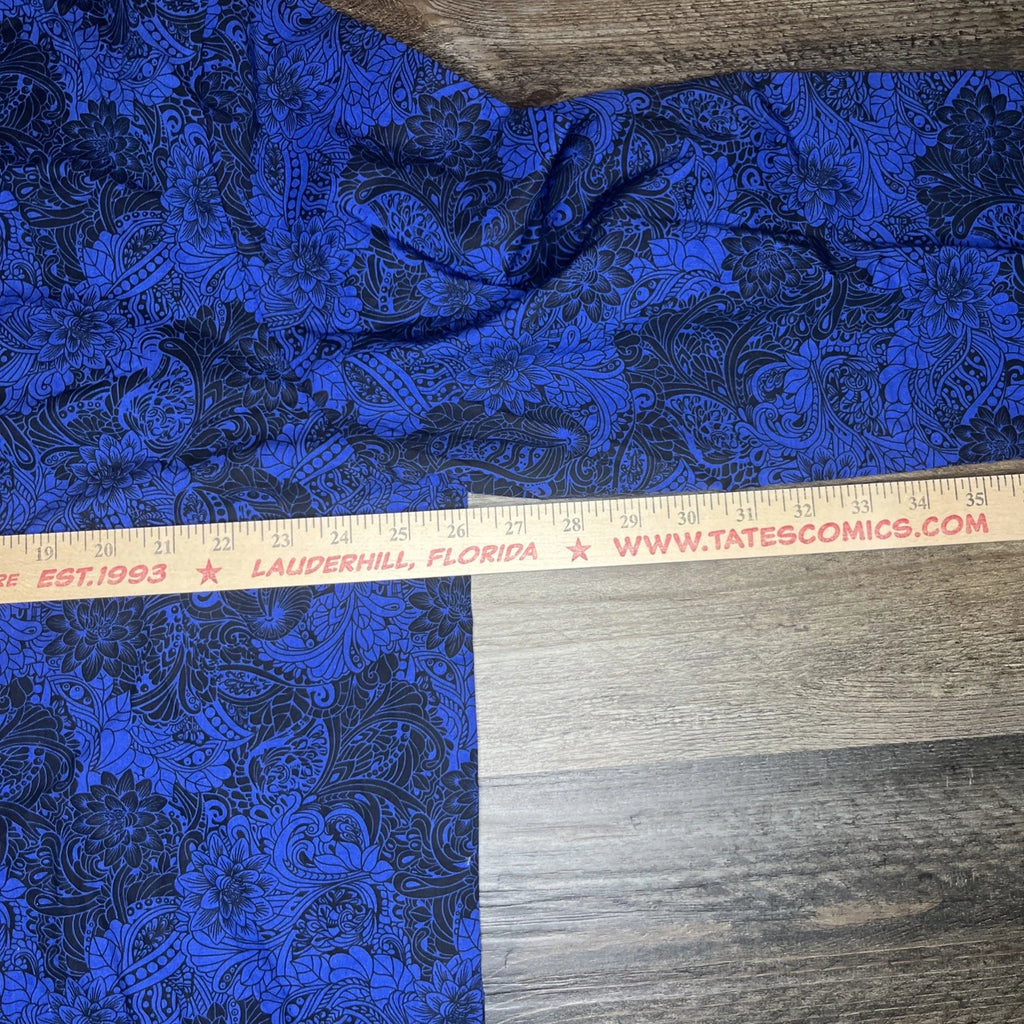 19 20 21 22 23 24 25 26 27 28 29 30 31 32 33 34 35
RE EST.1993 ★ LAUDERHILL, FLORIDA ★ WWW.TATESCOMICS.COM